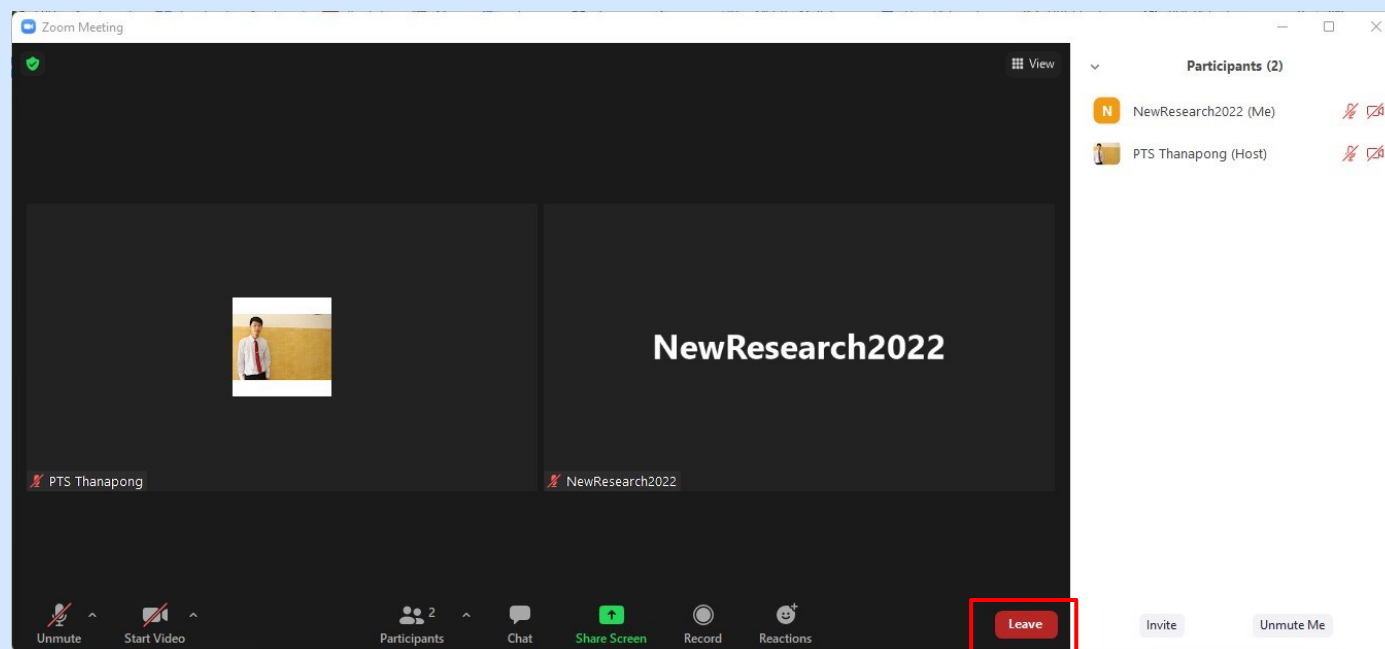 Zoom Meeting
View
Participants (2)
N NewResearch2022 (Me)
PTS Thanapong (Host)
NewResearch2022
PTS Thanapong
NewResearch2022
Unmute
Start Video
2
Participants
Chat
Share Screen
Record
Reactions
Leave
Invite
Unmute Me